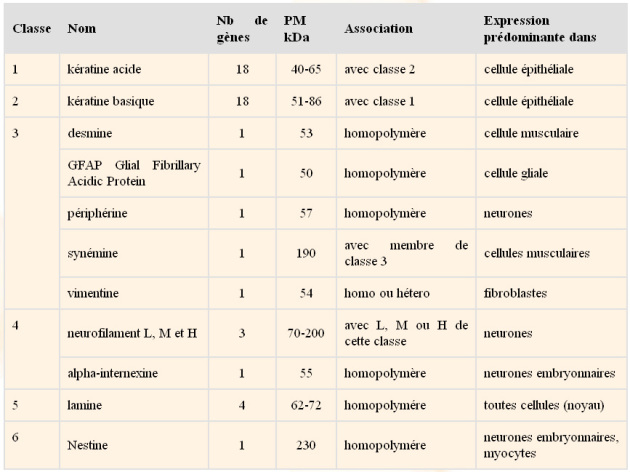 Classe Nom Nb de gènes PM kDa Association Expression prédominante dans
1 kératine acide 18 40-65 avec classe 2 cellule épithéliale
2 kératine basique 18 51-86 avec classe 1 cellule épithéliale
3 desmine 1 53 homopolymère cellule musculaire
GFAP Glial Fibrillary Acidic Protein 1 50 homopolymère cellule gliale
périphérine 1 57 homopolymère neurones
synémine 1 190 avec membre de classe 3 cellules musculaires
vimentine 1 54 homo ou hétero fibroblastes
4 neurofilament L, M et H 3 70-200 avec L, M ou H de cette classe neurones
alpha-internexine 1 55 homopolymère neurones embryonnaires
5 lamine 4 62-72 homopolymére toutes cellules (noyau)
6 Nestine 1 230 homopolymére neurones embryonnaires, myocytes